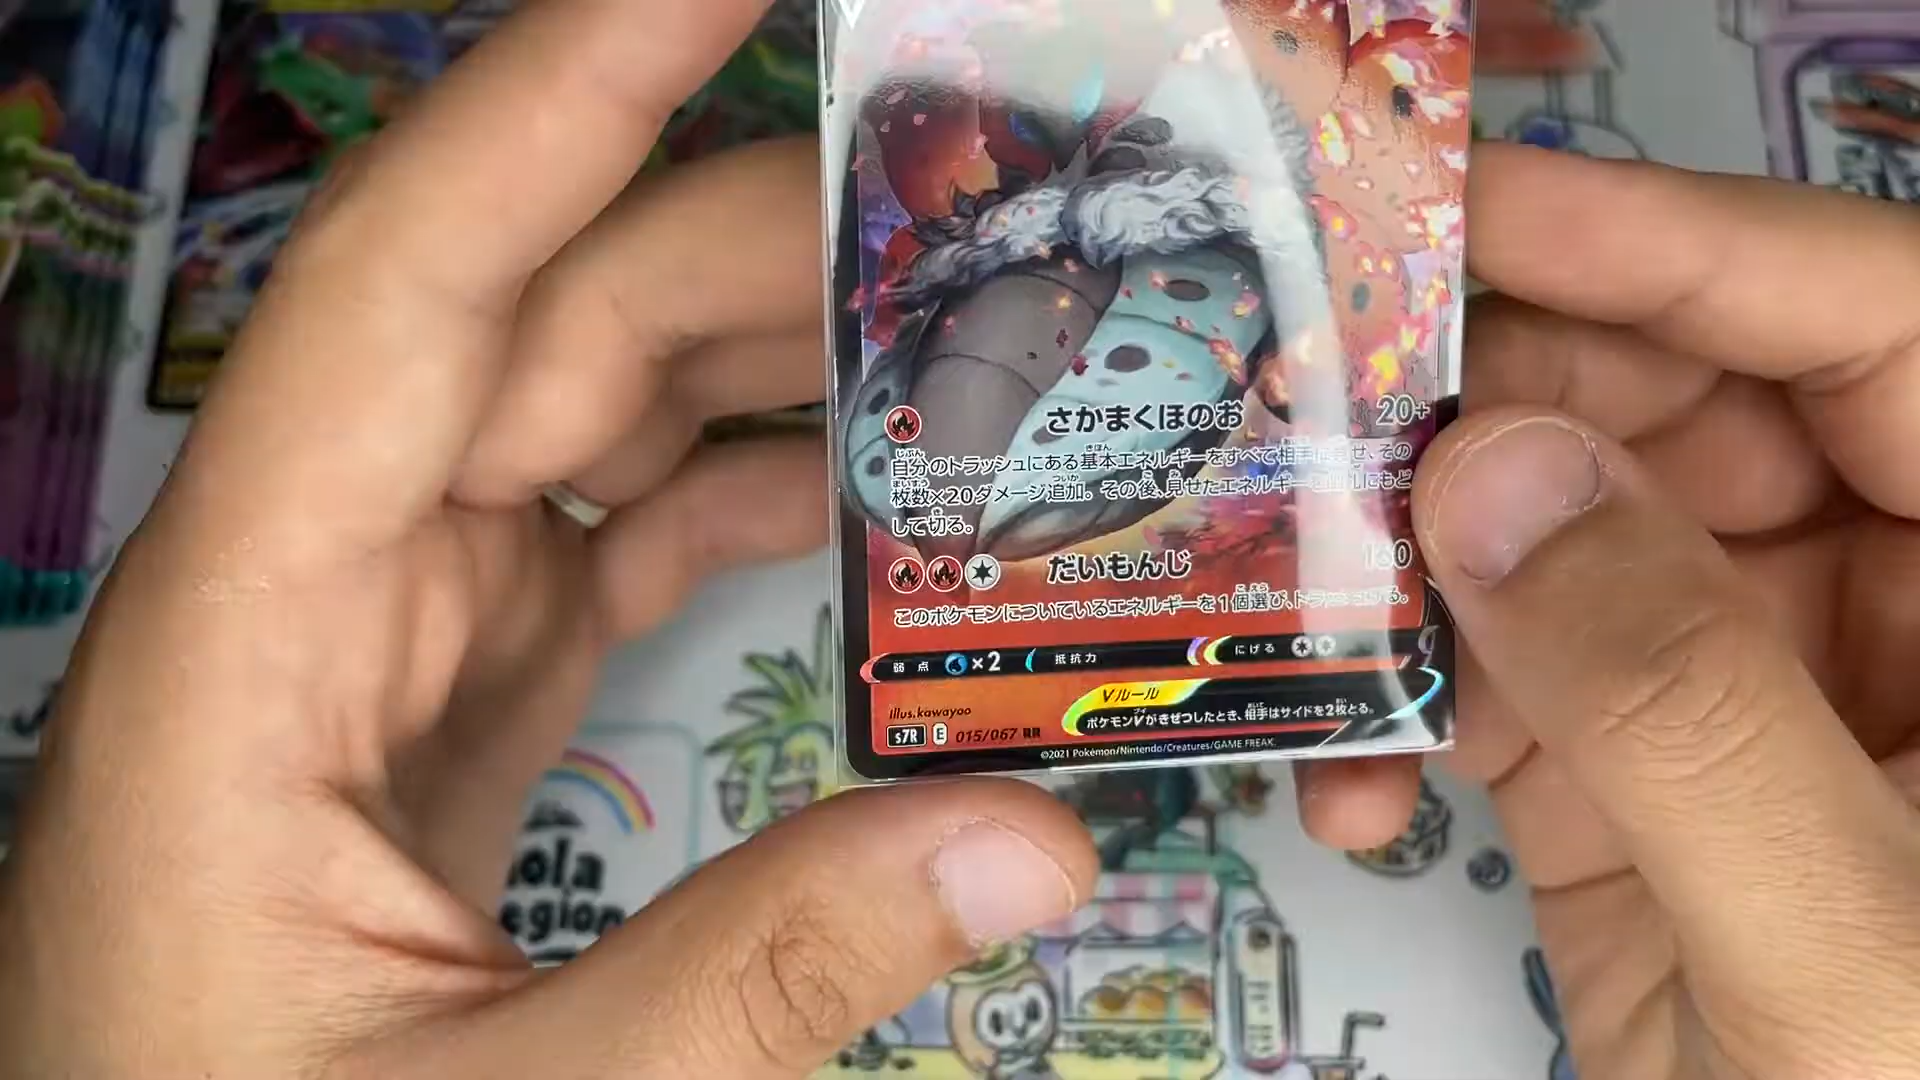 さかまくほのお 20+
自分のトラッシュにある基本エネルギーをすべて相手に見せ、その
枚数×20ダメージ追加。その後、見せたエネルギーを山札にもど
して切る。
だいもんじ 160
このポケモンについているエネルギーを1個選び、トラッシュする。
弱点 ×2 抵抗力 にげる
Vルール
ポケモンVがきぜつしたとき、相手はサイドを2枚とる。
Illus.kawayoo
s7R E 015/067 RR
©2021 Pokémon/Nintendo/Creatures/GAME FREAK.
ola
egion